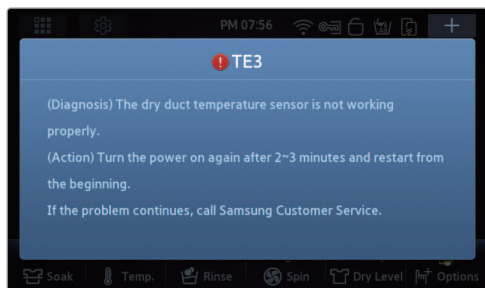 PM 07:56
TE3
(Diagnosis) The dry duct temperature sensor is not working
properly.
(Action) Turn the power on again after 2~3 minutes and restart from
the beginning.
If the problem continues, call Samsung Customer Service.
Soak Temp. Rinse Spin Dry Level Options